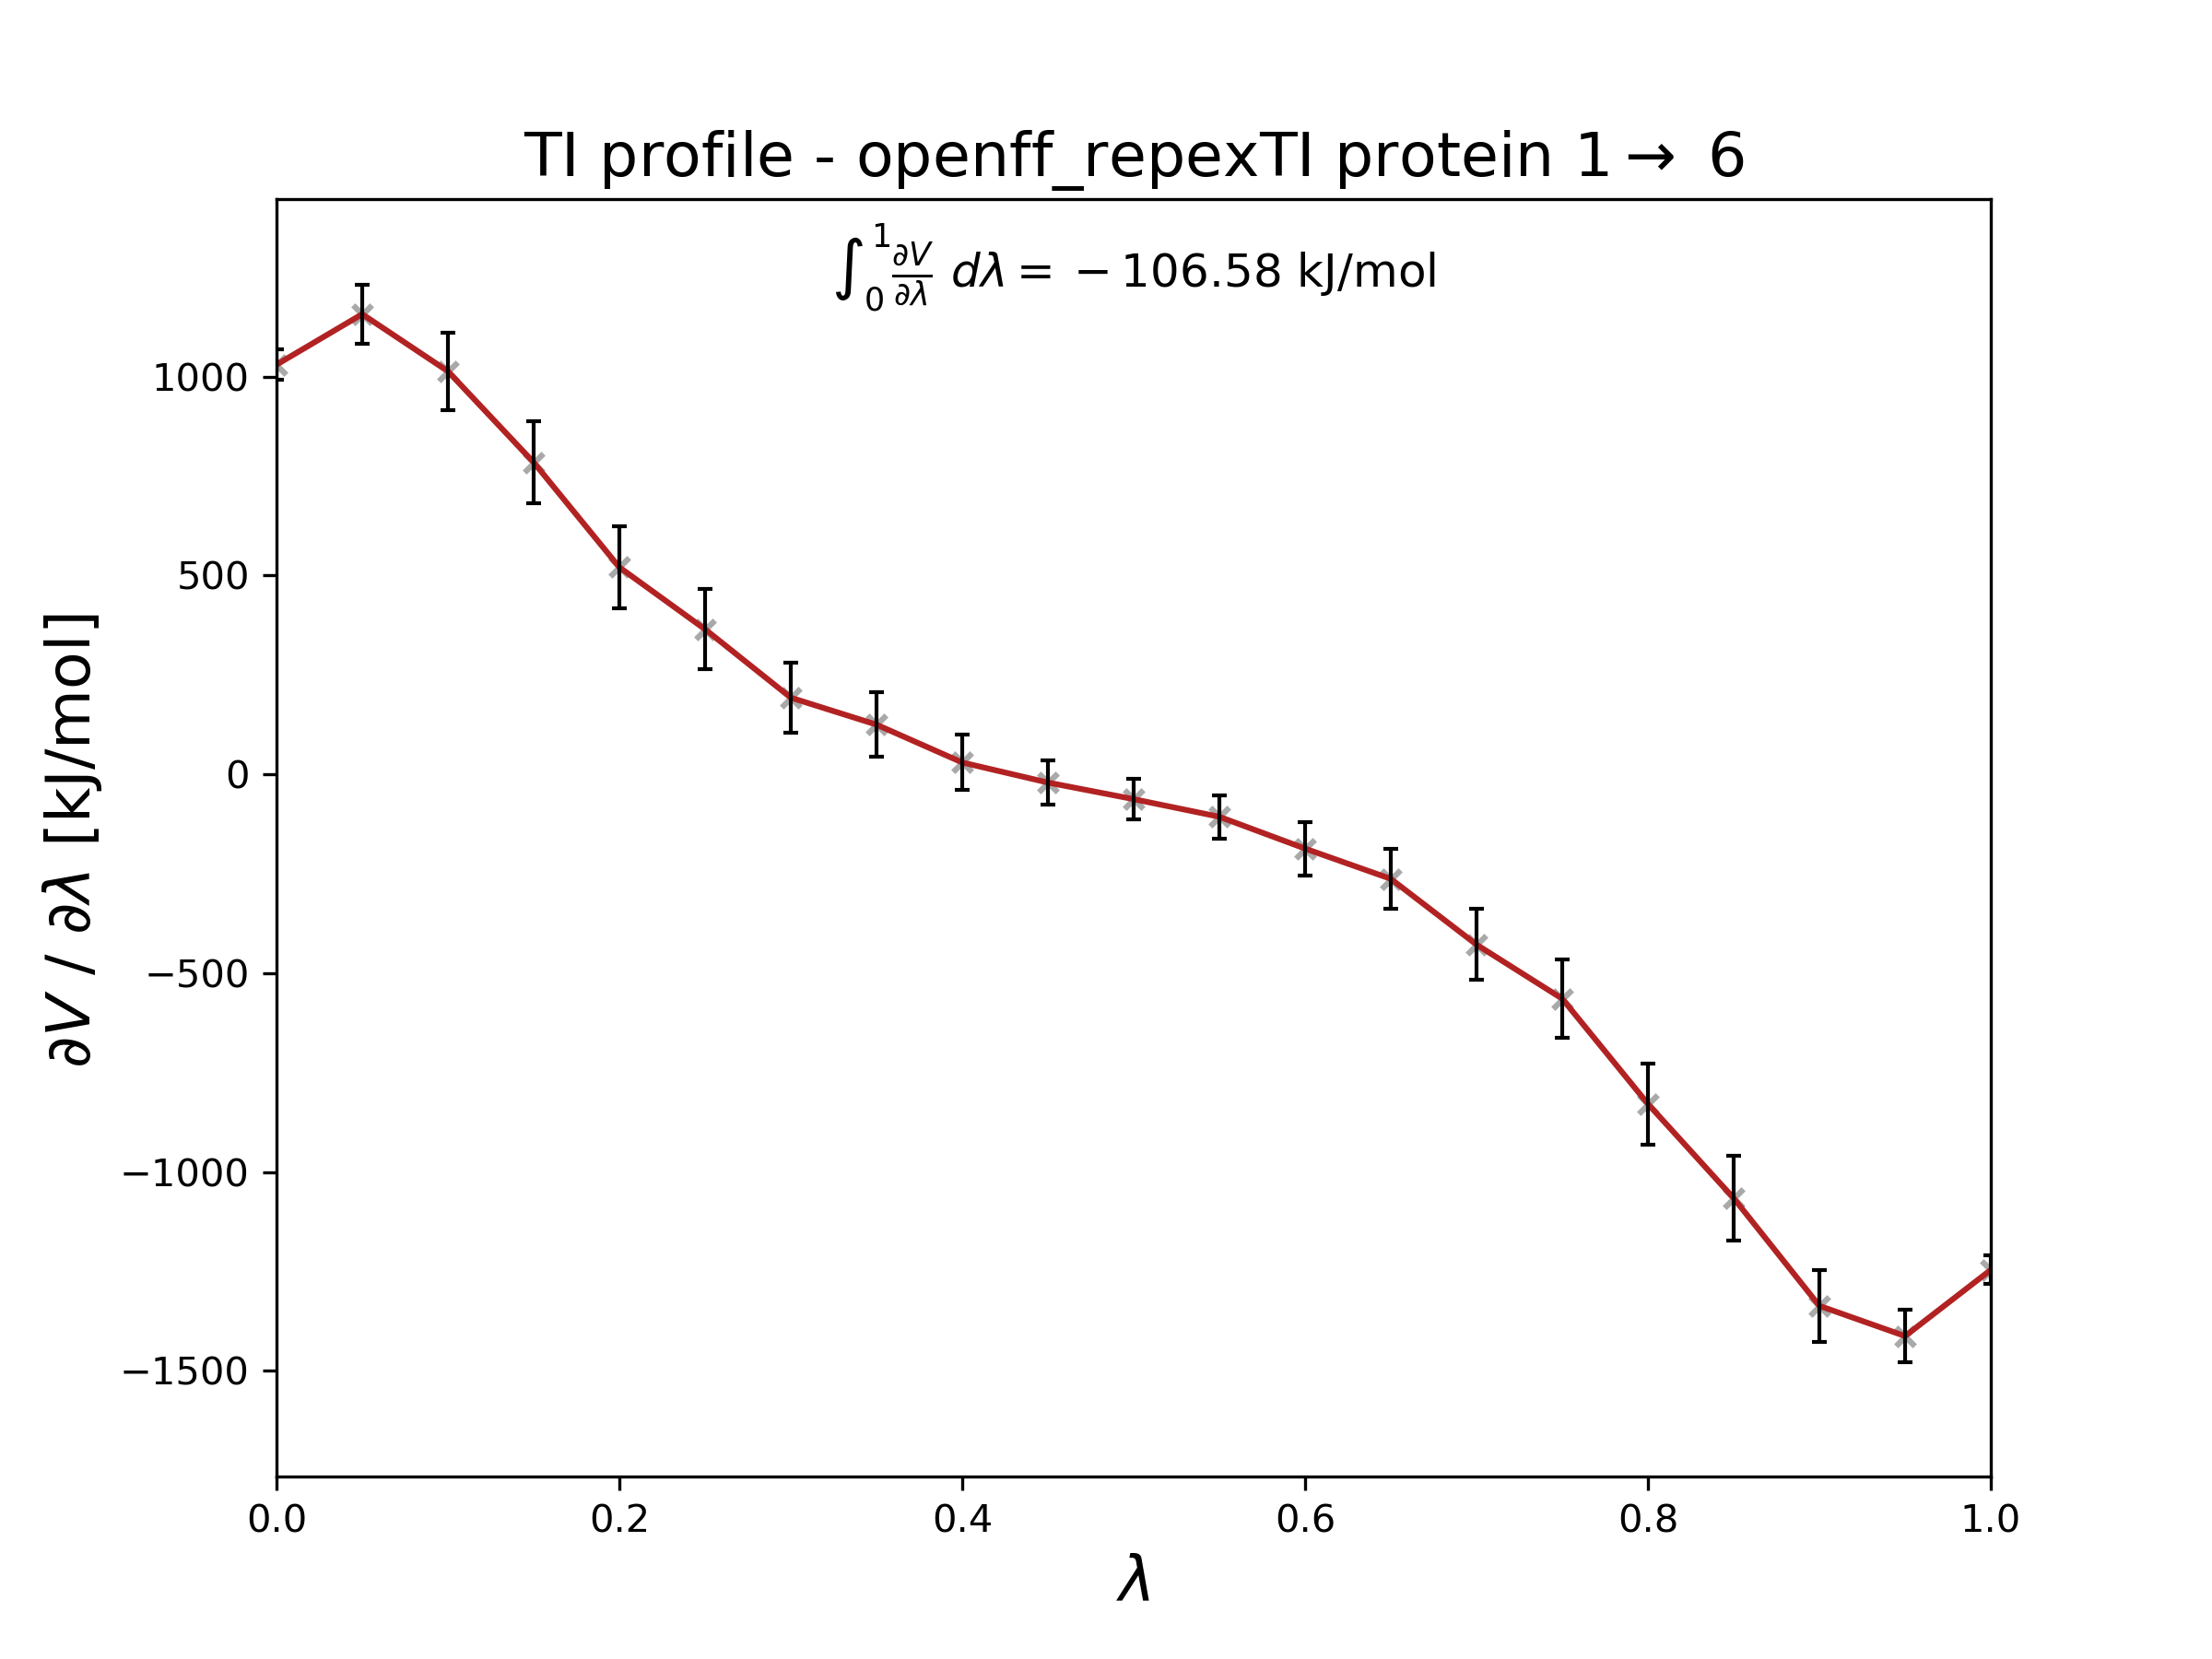 TI profile - openff_repexTI protein 1→ 6
∫₀¹ ∂V/∂λ dλ = −106.58 kJ/mol
∂V / ∂λ [kJ/mol]
1000
500
0
−500
−1000
−1500
0.0 0.2 0.4 0.6 0.8 1.0
λ